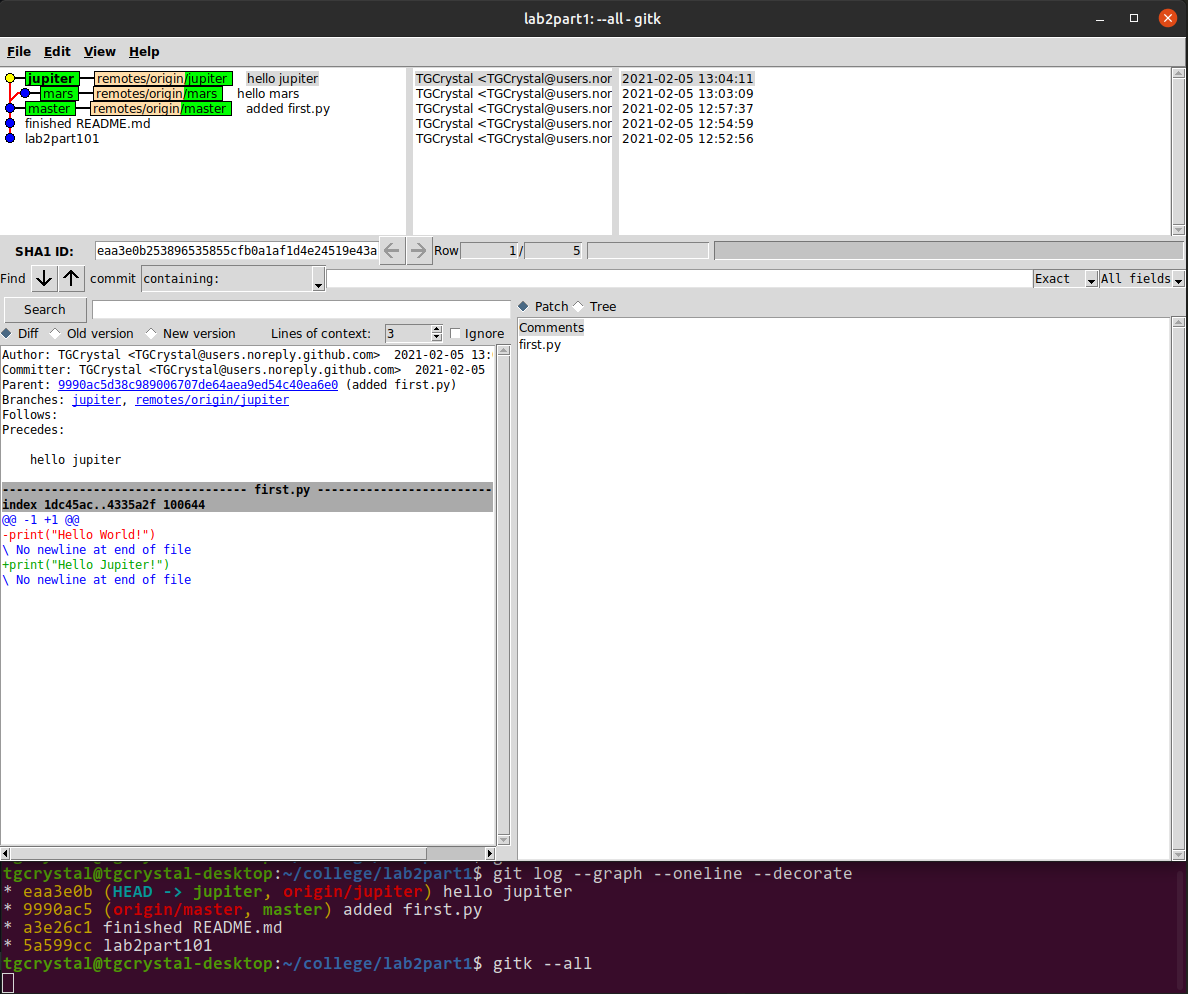 lab2part1: --all - gitk
File Edit View Help
jupiter remotes/origin/jupiter hello jupiter TGCrystal <TGCrystal@users.nor 2021-02-05 13:04:11
mars remotes/origin/mars hello mars TGCrystal <TGCrystal@users.nor 2021-02-05 13:03:09
master remotes/origin/master added first.py TGCrystal <TGCrystal@users.nor 2021-02-05 12:57:37
finished README.md TGCrystal <TGCrystal@users.nor 2021-02-05 12:54:59
lab2part101 TGCrystal <TGCrystal@users.nor 2021-02-05 12:52:56
SHA1 ID: eaa3e0b253896535855cfb0a1af1d4e24519e43a Row 1 / 5
Find commit containing: Exact All fields
Search
Diff Old version New version Lines of context: 3 Ignore
Patch Tree
Author: TGCrystal <TGCrystal@users.noreply.github.com> 2021-02-05 13:
Committer: TGCrystal <TGCrystal@users.noreply.github.com> 2021-02-05
Parent: 9990ac5d38c989006707de64aea9ed54c40ea6e0 (added first.py)
Branches: jupiter, remotes/origin/jupiter
Follows:
Precedes:
hello jupiter
----------------------------------- first.py -------------------------
index 1dc45ac..4335a2f 100644
@@ -1 +1 @@
-print("Hello World!")
\ No newline at end of file
+print("Hello Jupiter!")
\ No newline at end of file
Comments
first.py
tgcrystal@tgcrystal-desktop:~/college/lab2part1$ git log --graph --oneline --decorate
* eaa3e0b (HEAD -> jupiter, origin/jupiter) hello jupiter
* 9990ac5 (origin/master, master) added first.py
* a3e26c1 finished README.md
* 5a599cc lab2part101
tgcrystal@tgcrystal-desktop:~/college/lab2part1$ gitk --all